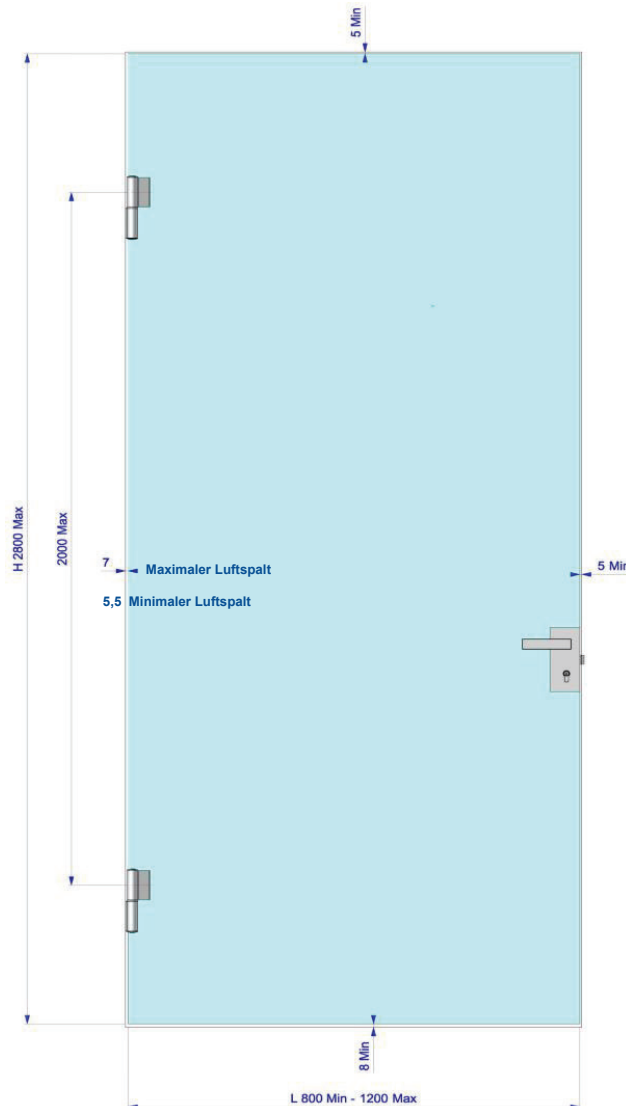 5 Min
H 2800 Max
2000 Max
7 Maximaler Luftspalt
5,5 Minimaler Luftspalt
5 Min
8 Min
L 800 Min - 1200 Max